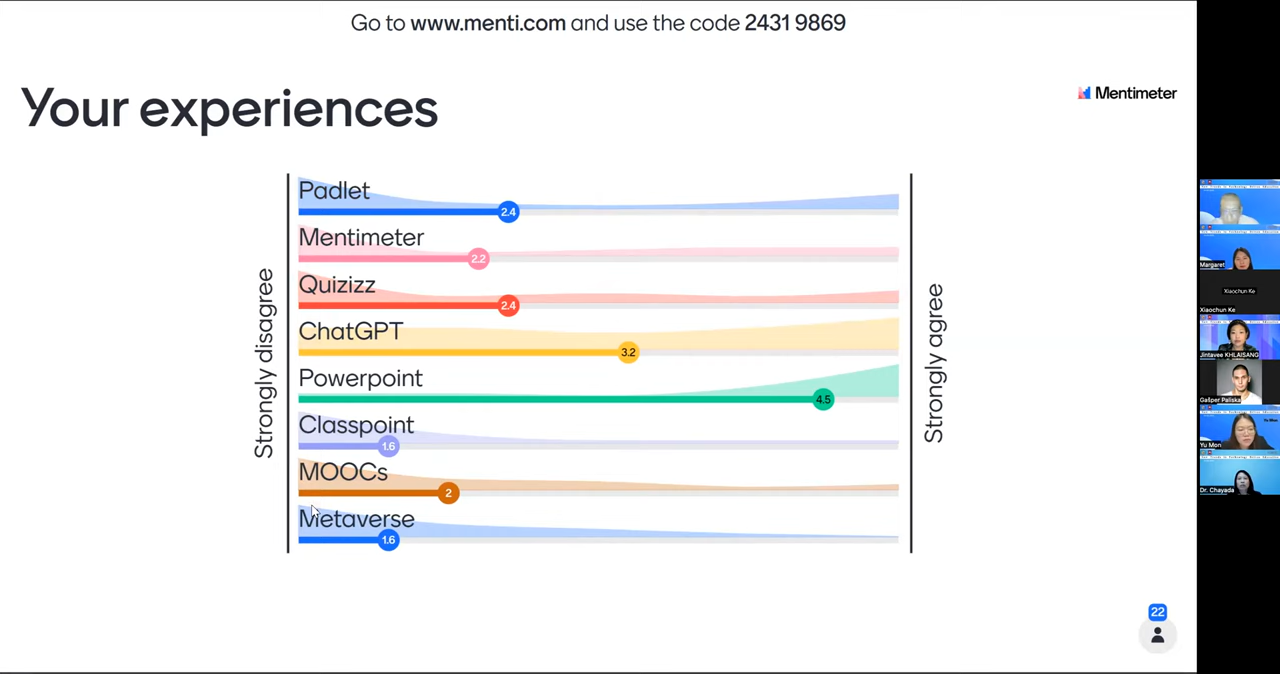 Go to www.menti.com and use the code 2431 9869
Your experiences
Mentimeter
Strongly disagree
Padlet
2.4
Mentimeter
2.2
Quizizz
2.4
ChatGPT
3.2
Powerpoint
4.5
Classpoint
1.6
MOOCs
2
Metaverse
1.6
Strongly agree
22
Margaret
Xiaochun Ke
Xiaochun Ke
Jintavee KHLAISANG
Gašper Paliska
Yu Mon
Dr. Chayada